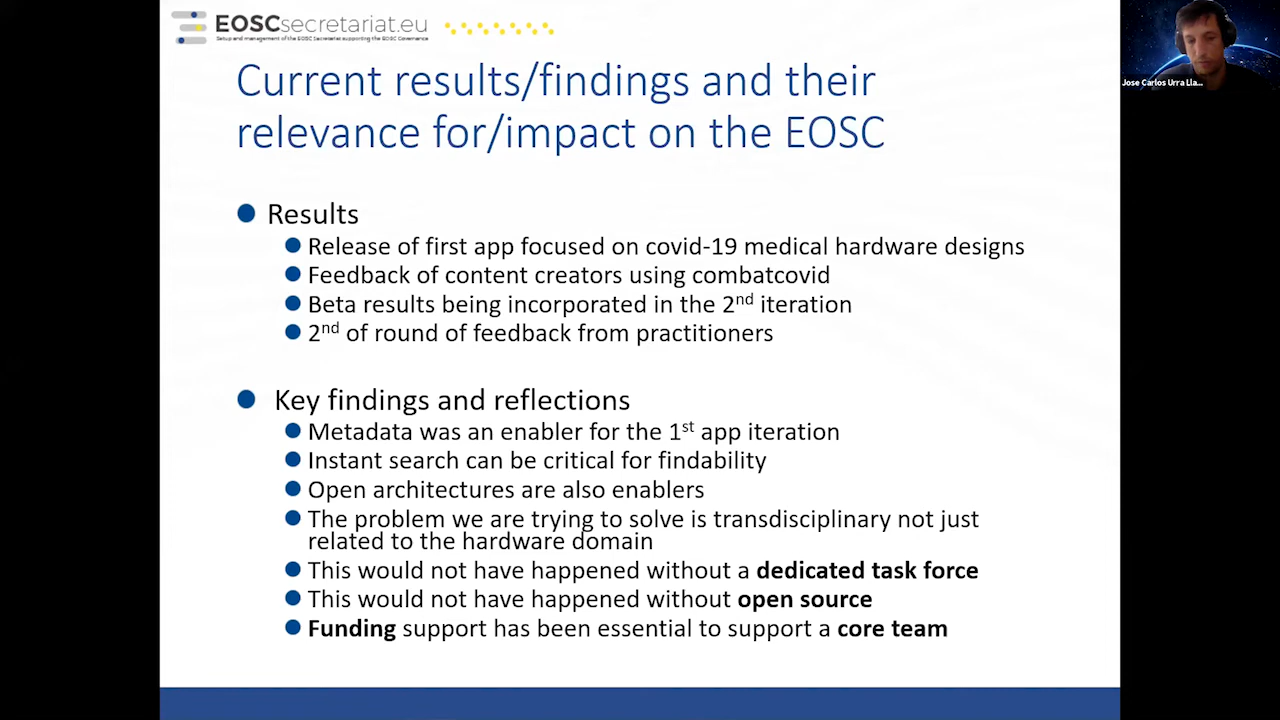 EOSCsecretariat.eu
Setup and management of the EOSC Secretariat supporting the EOSC Governance
Jose Carlos Urra Lla...
Current results/findings and their
relevance for/impact on the EOSC
Results
Release of first app focused on covid-19 medical hardware designs
Feedback of content creators using combatcovid
Beta results being incorporated in the 2nd iteration
2nd of round of feedback from practitioners
Key findings and reflections
Metadata was an enabler for the 1st app iteration
Instant search can be critical for findability
Open architectures are also enablers
The problem we are trying to solve is transdisciplinary not just
related to the hardware domain
This would not have happened without a dedicated task force
This would not have happened without open source
Funding support has been essential to support a core team